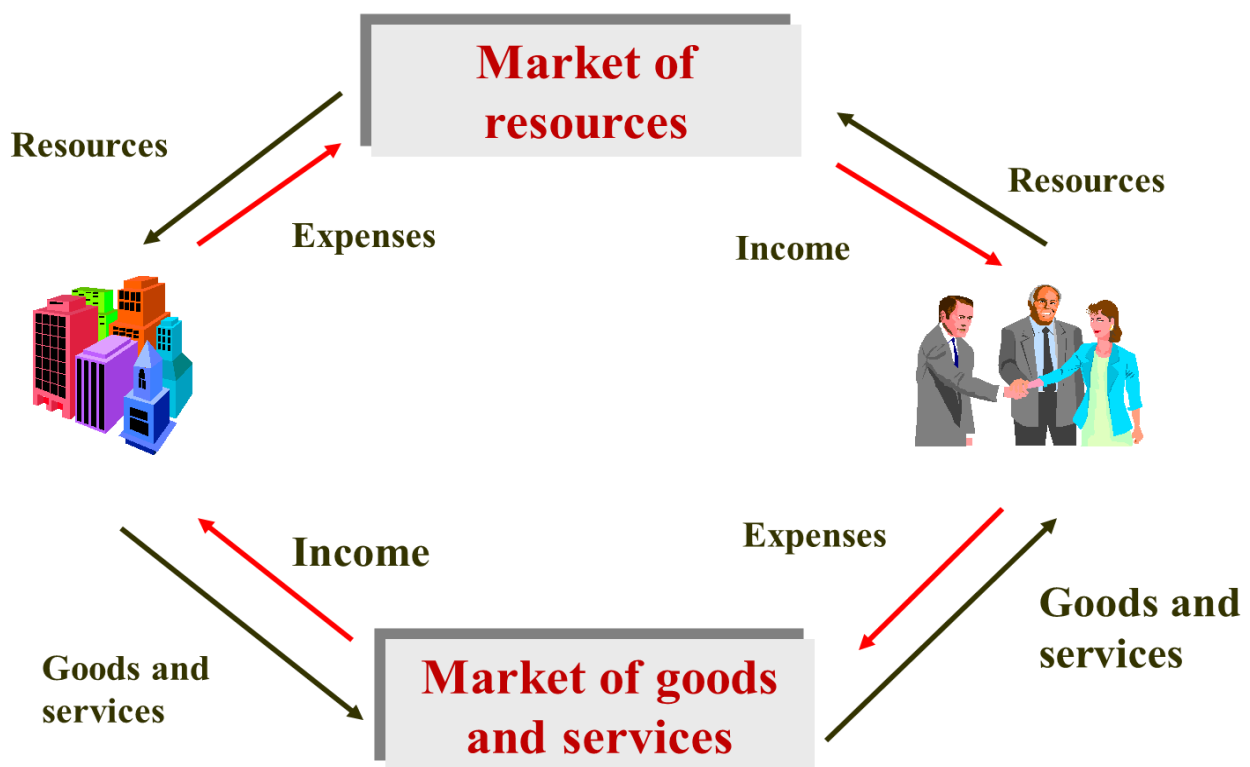 Market of
resources
Resources
Resources
Expenses
Income
Expenses
Income
Goods and
services
Goods and
services
Market of goods
and services